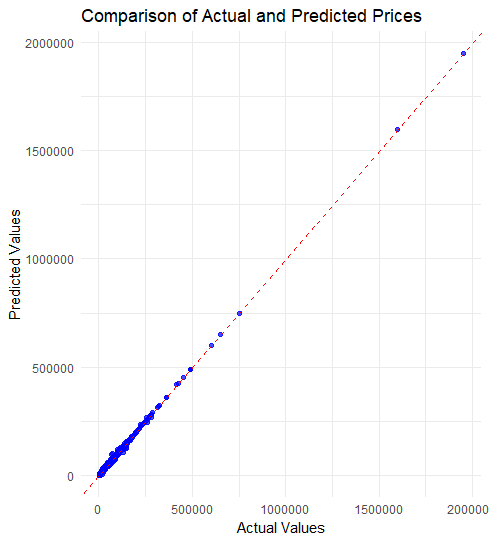 Comparison of Actual and Predicted Prices
2000000
1500000
1000000
500000
0
Predicted Values
0 500000 1000000 1500000 200000
Actual Values